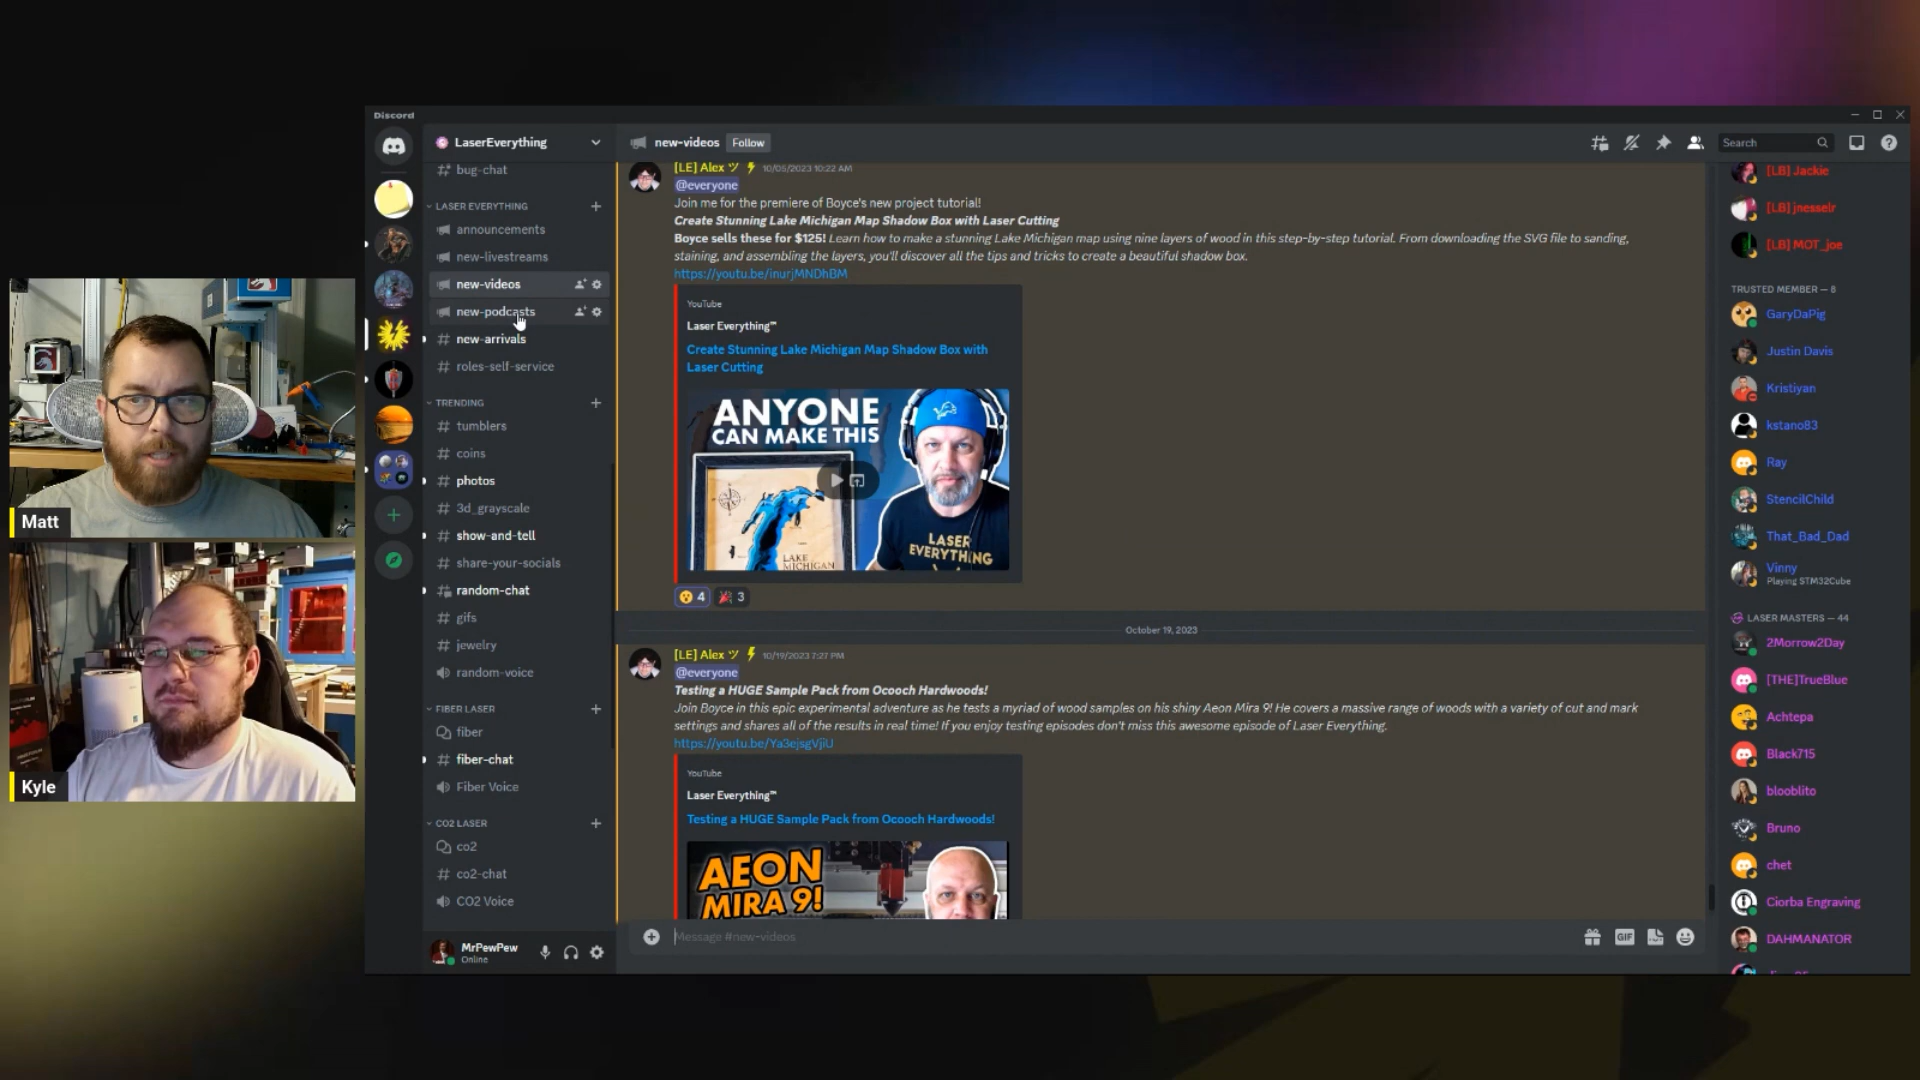 Discord
LaserEverything
bug-chat
LASER EVERYTHING
announcements
new-livestreams
new-videos
new-podcasts
new-arrivals
roles-self-service
TRENDING
tumblers
coins
photos
3d_grayscale
show-and-tell
share-your-socials
random-chat
gifs
jewelry
random-voice
FIBER LASER
fiber
fiber-chat
Fiber Voice
CO2 LASER
co2
co2-chat
CO2 Voice
MrPewPew
Online
Matt
Kyle
new-videos
Follow
Search
[LE] Alex ツ 10/05/2023 10:22 AM
@everyone
Join me for the premiere of Boyce's new project tutorial!
Create Stunning Lake Michigan Map Shadow Box with Laser Cutting
Boyce sells these for $125! Learn how to make a stunning Lake Michigan map using nine layers of wood in this step-by-step tutorial. From downloading the SVG file to sanding,
staining, and assembling the layers, you'll discover all the tips and tricks to create a beautiful shadow box.
https://youtu.be/inurjMNDhBM
YouTube
Laser Everything™
Create Stunning Lake Michigan Map Shadow Box with
Laser Cutting
ANYONE
CAN MAKE THIS
LAKE
MICHIGAN
LASER
EVERYTHING
4
3
October 19, 2023
[LE] Alex ツ 10/19/2023 7:27 PM
@everyone
Testing a HUGE Sample Pack from Ocooch Hardwoods!
Join Boyce in this epic experimental adventure as he tests a myriad of wood samples on his shiny Aeon Mira 9! He covers a massive range of woods with a variety of cut and mark
settings and shares all of the results in real time! If you enjoy testing episodes don't miss this awesome episode of Laser Everything.
https://youtu.be/Ya3ejsgVjiU
YouTube
Laser Everything™
Testing a HUGE Sample Pack from Ocooch Hardwoods!
AEON
MIRA 9!
Message #new-videos
GIF
[LB] Jackie
[LB] jnesselr
[LB] MOT_joe
TRUSTED MEMBER — 8
GaryDaPig
Justin Davis
Kristiyan
kstano83
Ray
StencilChild
That_Bad_Dad
Vinny
Playing STM32Cube
LASER MASTERS — 44
2Morrow2Day
[THE]TrueBlue
Achtepa
Black715
blooblito
Bruno
chet
Ciorba Engraving
DAHMANATOR